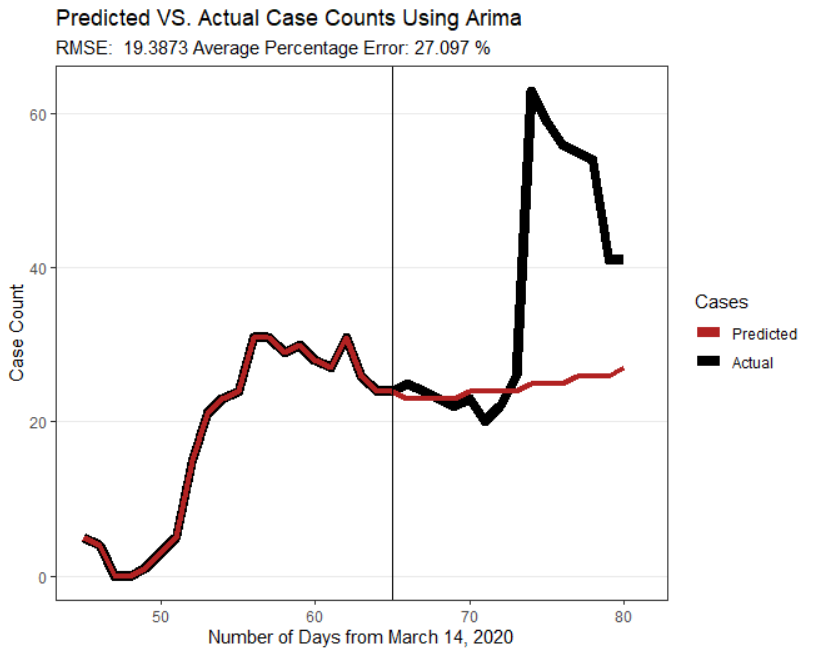 Predicted VS. Actual Case Counts Using Arima
RMSE:  19.3873 Average Percentage Error: 27.097 %
Case Count
60
40
20
0
50
60
70
80
Number of Days from March 14, 2020
Cases
Predicted
Actual